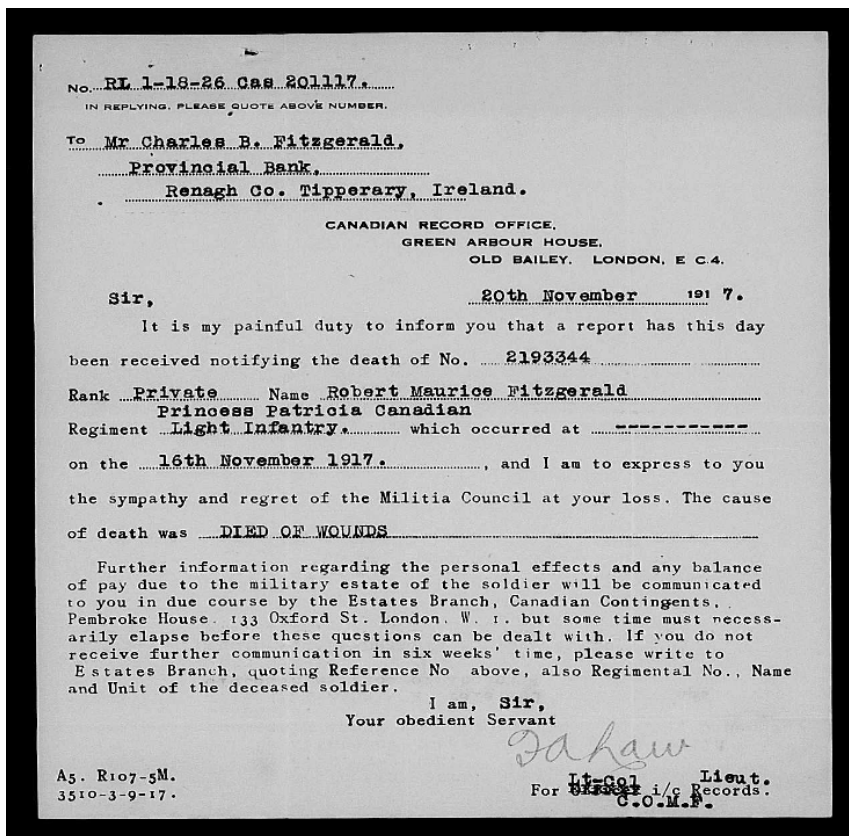 No. RL 1-18-26 Cas 201117.
IN REPLYING, PLEASE QUOTE ABOVE NUMBER.
To Mr Charles B. Fitzgerald,
Provincial Bank,
Renagh Co. Tipperary, Ireland.
CANADIAN RECORD OFFICE,
GREEN ARBOUR HOUSE,
OLD BAILEY, LONDON, E C.4.
Sir, 20th November 1917.
It is my painful duty to inform you that a report has this day
been received notifying the death of No. 2193344
Rank Private Name Robert Maurice Fitzgerald
Princess Patricia Canadian
Regiment Light Infantry. which occurred at -----------
on the 16th November 1917. , and I am to express to you
the sympathy and regret of the Militia Council at your loss. The cause
of death was DIED OF WOUNDS
Further information regarding the personal effects and any balance
of pay due to the military estate of the soldier will be communicated
to you in due course by the Estates Branch, Canadian Contingents,
Pembroke House. 133 Oxford St. London. W. 1. but some time must necess-
arily elapse before these questions can be dealt with. If you do not
receive further communication in six weeks' time, please write to
Estates Branch, quoting Reference No above, also Regimental No., Name
and Unit of the deceased soldier.
I am, Sir,
Your obedient Servant
A5. R107-5M.
3510-3-9-17.
Lt-Col Lieut.
For i/c Records.
C.O.M.F.